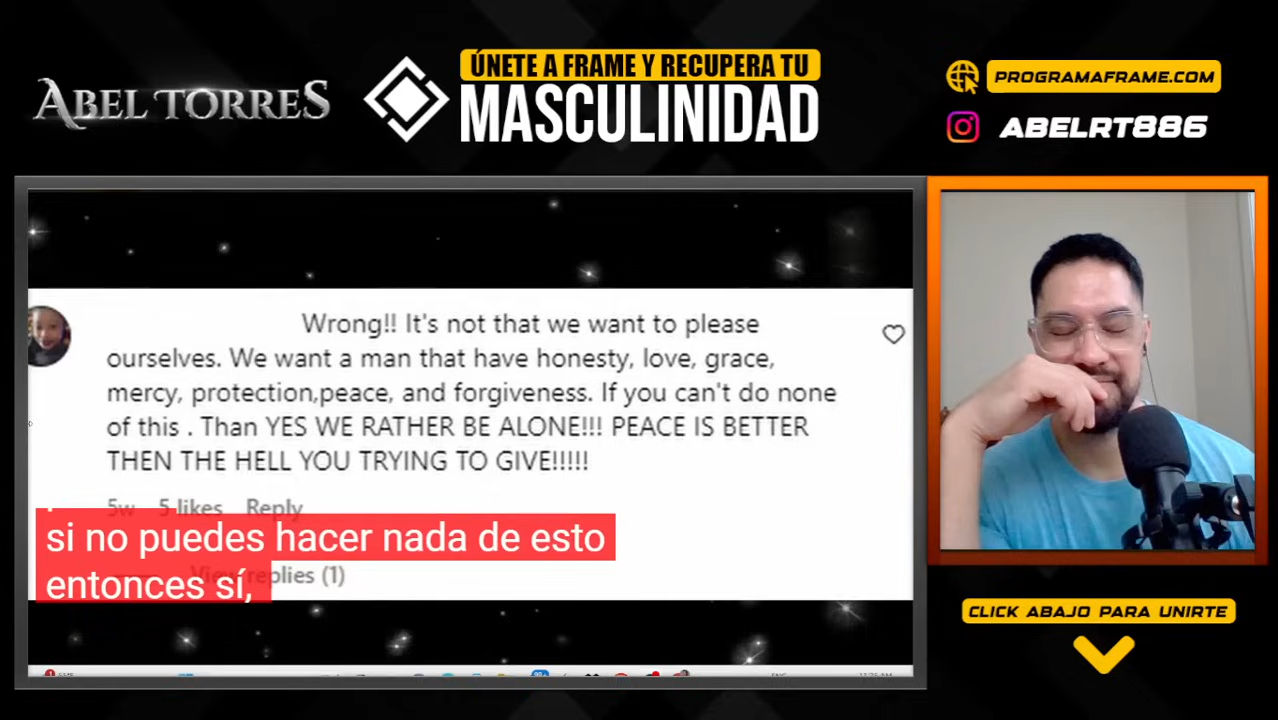 ABEL TORRES
ÚNETE A FRAME Y RECUPERA TU
MASCULINIDAD
PROGRAMAFRAME.COM
ABELRT886
Wrong!! It's not that we want to please
ourselves. We want a man that have honesty, love, grace,
mercy, protection,peace, and forgiveness. If you can't do none
of this . Than YES WE RATHER BE ALONE!!! PEACE IS BETTER
THEN THE HELL YOU TRYING TO GIVE!!!!!
5w 5 likes Reply
si no puedes hacer nada de esto
entonces sí,
View replies (1)
CLICK ABAJO PARA UNIRTE